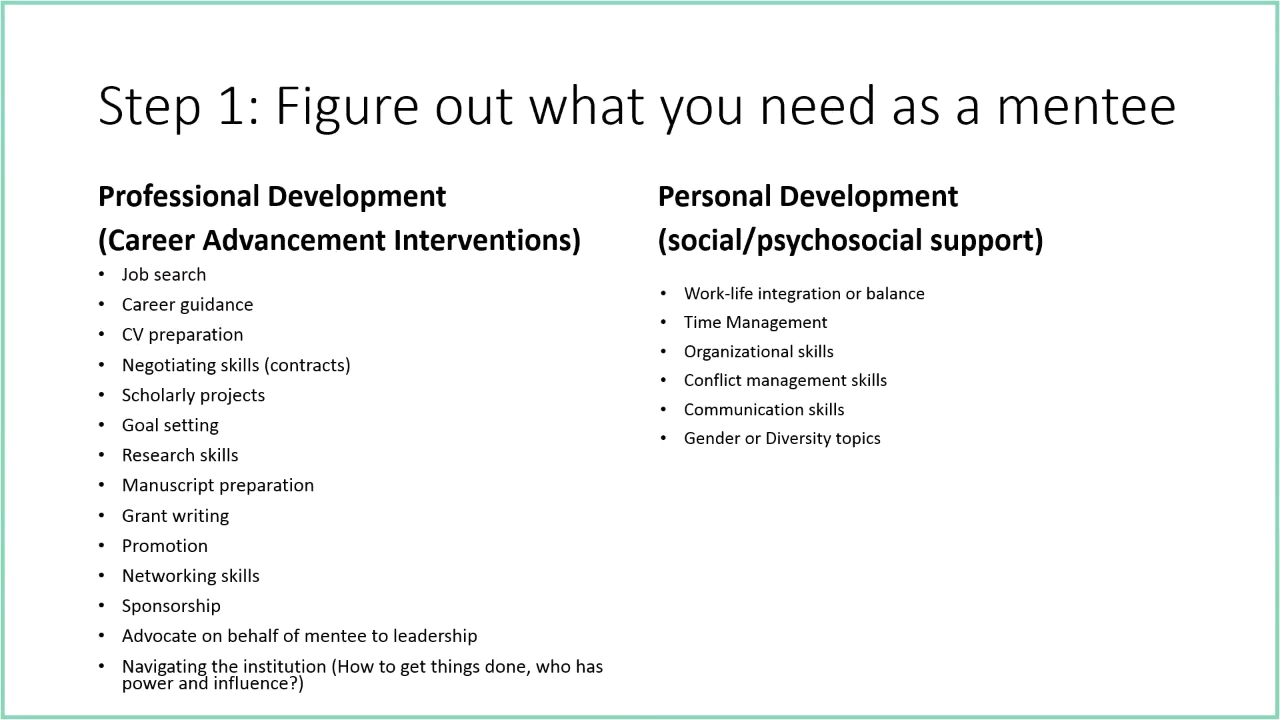 Step 1: Figure out what you need as a mentee
Professional Development
(Career Advancement Interventions)
• Job search
• Career guidance
• CV preparation
• Negotiating skills (contracts)
• Scholarly projects
• Goal setting
• Research skills
• Manuscript preparation
• Grant writing
• Promotion
• Networking skills
• Sponsorship
• Advocate on behalf of mentee to leadership
• Navigating the institution (How to get things done, who has
power and influence?)
Personal Development
(social/psychosocial support)
• Work-life integration or balance
• Time Management
• Organizational skills
• Conflict management skills
• Communication skills
• Gender or Diversity topics